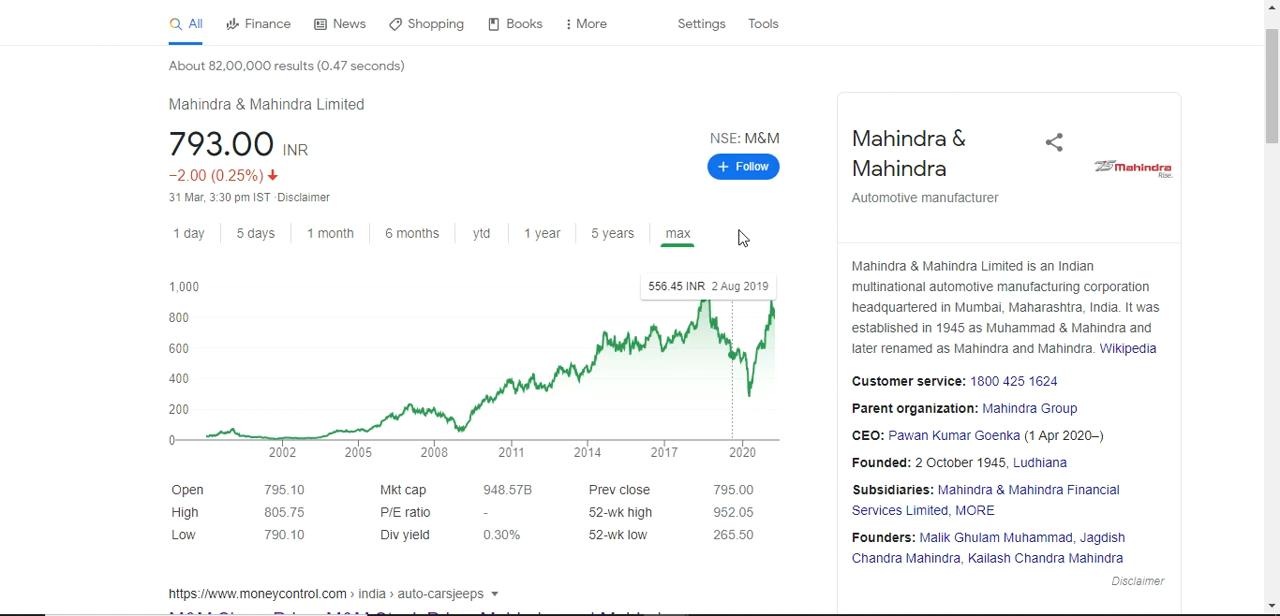 All Finance News Shopping Books More Settings Tools
About 82,00,000 results (0.47 seconds)
Mahindra & Mahindra Limited
793.00 INR
−2.00 (0.25%)
31 Mar, 3:30 pm IST · Disclaimer
NSE: M&M
+ Follow
1 day 5 days 1 month 6 months ytd 1 year 5 years max
556.45 INR 2 Aug 2019
1,000
800
600
400
200
0
2002 2005 2008 2011 2014 2017 2020
Open 795.10 Mkt cap 948.57B Prev close 795.00
High 805.75 P/E ratio - 52-wk high 952.05
Low 790.10 Div yield 0.30% 52-wk low 265.50
https://www.moneycontrol.com › india › auto-carsjeeps
Mahindra &
Mahindra
75 Mahindra
Rise.
Automotive manufacturer
Mahindra & Mahindra Limited is an Indian
multinational automotive manufacturing corporation
headquartered in Mumbai, Maharashtra, India. It was
established in 1945 as Muhammad & Mahindra and
later renamed as Mahindra and Mahindra. Wikipedia
Customer service: 1800 425 1624
Parent organization: Mahindra Group
CEO: Pawan Kumar Goenka (1 Apr 2020–)
Founded: 2 October 1945, Ludhiana
Subsidiaries: Mahindra & Mahindra Financial
Services Limited, MORE
Founders: Malik Ghulam Muhammad, Jagdish
Chandra Mahindra, Kailash Chandra Mahindra
Disclaimer